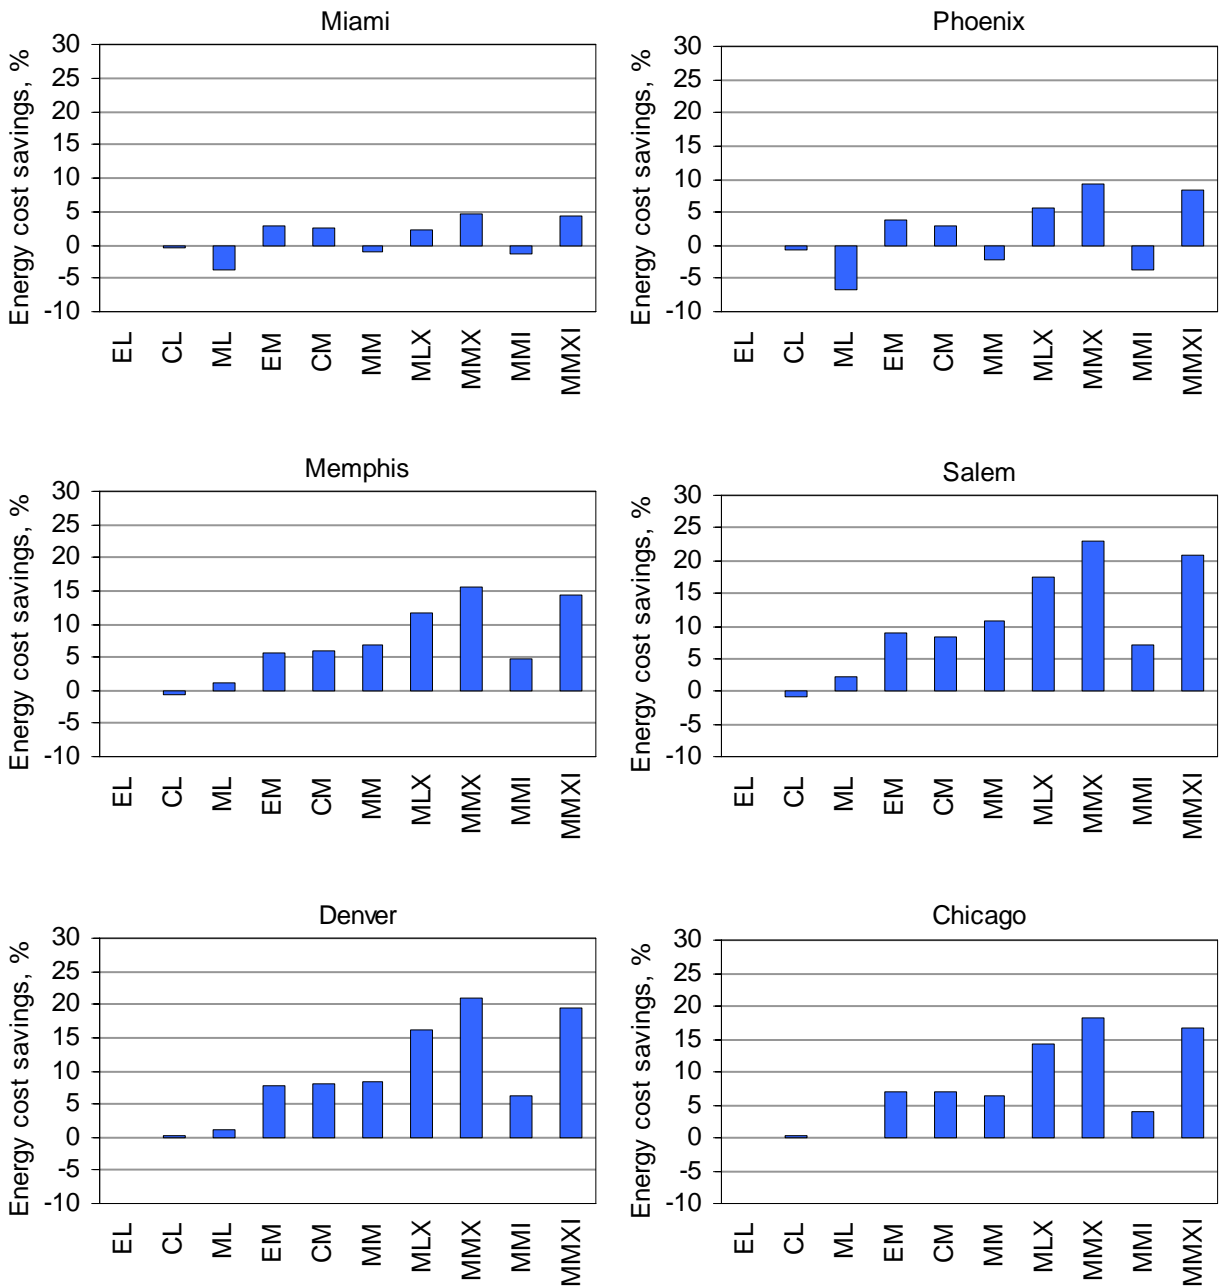 Miami
Energy cost savings, %
30
25
20
15
10
5
0
-5
-10
EL
CL
ML
EM
CM
MM
MLX
MMX
MMI
MMXI
Phoenix
Energy cost savings, %
30
25
20
15
10
5
0
-5
-10
EL
CL
ML
EM
CM
MM
MLX
MMX
MMI
MMXI
Memphis
Energy cost savings, %
30
25
20
15
10
5
0
-5
-10
EL
CL
ML
EM
CM
MM
MLX
MMX
MMI
MMXI
Salem
Energy cost savings, %
30
25
20
15
10
5
0
-5
-10
EL
CL
ML
EM
CM
MM
MLX
MMX
MMI
MMXI
Denver
Energy cost savings, %
30
25
20
15
10
5
0
-5
-10
EL
CL
ML
EM
CM
MM
MLX
MMX
MMI
MMXI
Chicago
Energy cost savings, %
30
25
20
15
10
5
0
-5
-10
EL
CL
ML
EM
CM
MM
MLX
MMX
MMI
MMXI